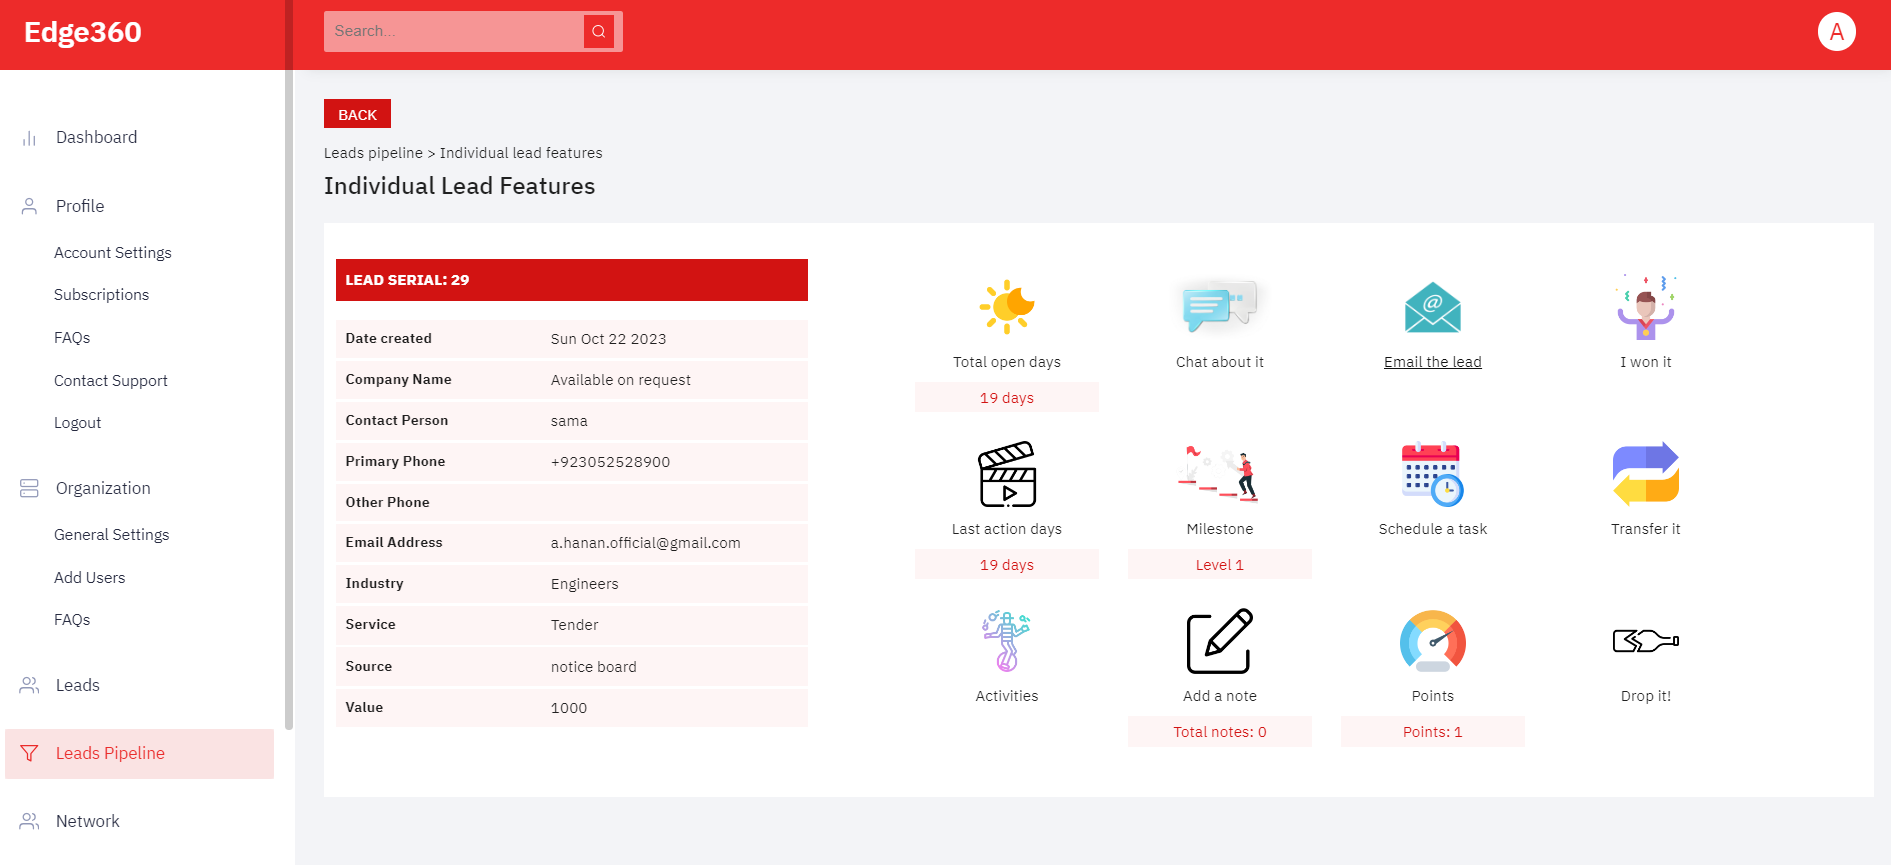 Edge360
Search...
A
Dashboard
Profile
Account Settings
Subscriptions
FAQs
Contact Support
Logout
Organization
General Settings
Add Users
FAQs
Leads
Leads Pipeline
Network
BACK
Leads pipeline > Individual lead features
Individual Lead Features
LEAD SERIAL: 29
Date created Sun Oct 22 2023
Company Name Available on request
Contact Person sama
Primary Phone +923052528900
Other Phone
Email Address a.hanan.official@gmail.com
Industry Engineers
Service Tender
Source notice board
Value 1000
@
Total open days
19 days
Chat about it
Email the lead
I won it
Last action days
19 days
Milestone
Level 1
Schedule a task
Transfer it
Activities
Add a note
Total notes: 0
Points
Points: 1
Drop it!